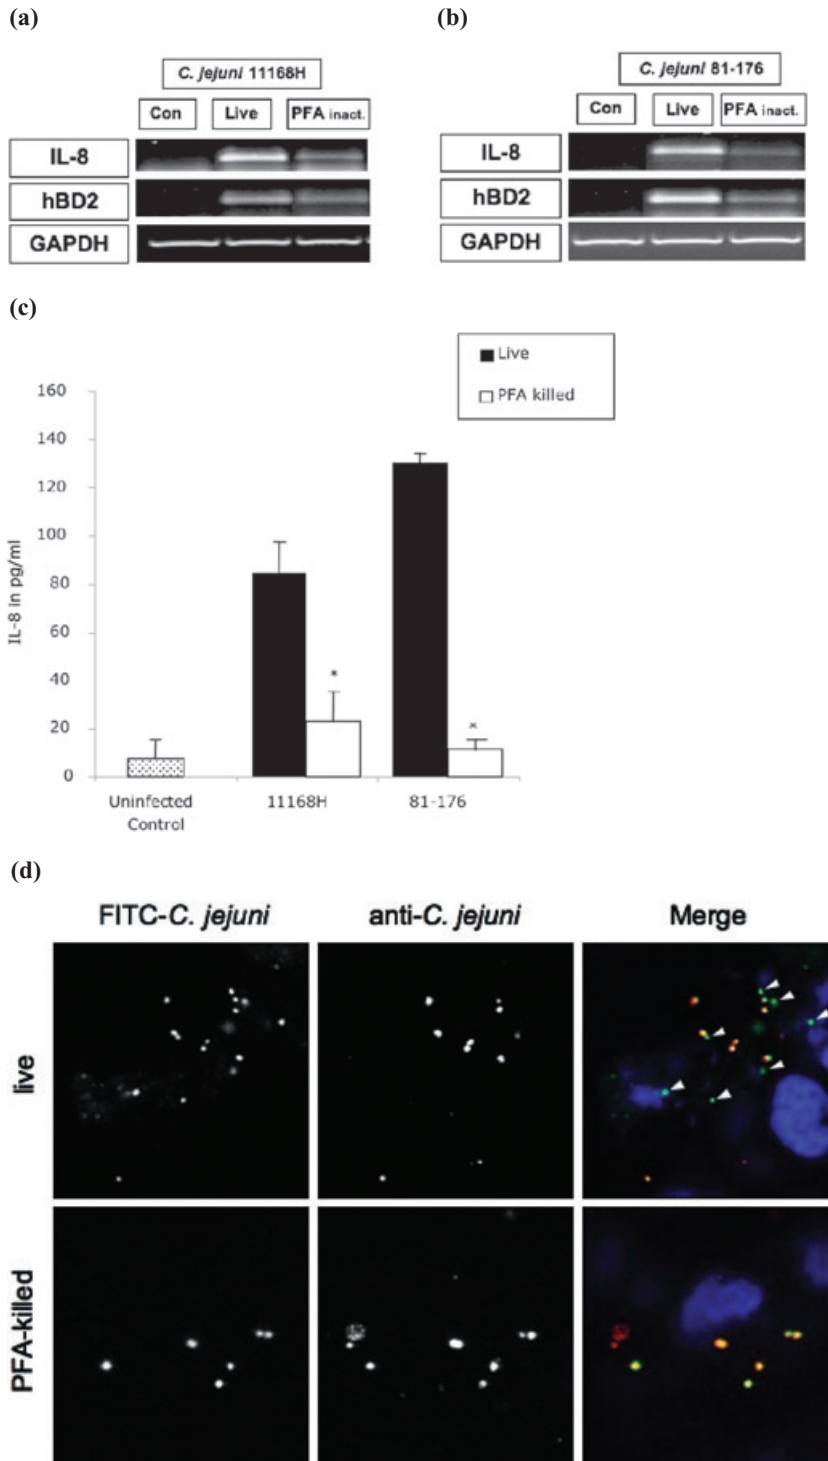 (a)
C. jejuni 11168H
Con Live PFA inact.
IL-8
hBD2
GAPDH
(b)
C. jejuni 81-176
Con Live PFA inact.
IL-8
hBD2
GAPDH
(c)
Live
PFA killed
160
140
120
100
80
60
40
20
0
IL-8 in pg/ml
*
*
Uninfected
Control
11168H
81-176
(d)
FITC-C. jejuni anti-C. jejuni Merge
live
PFA-killed